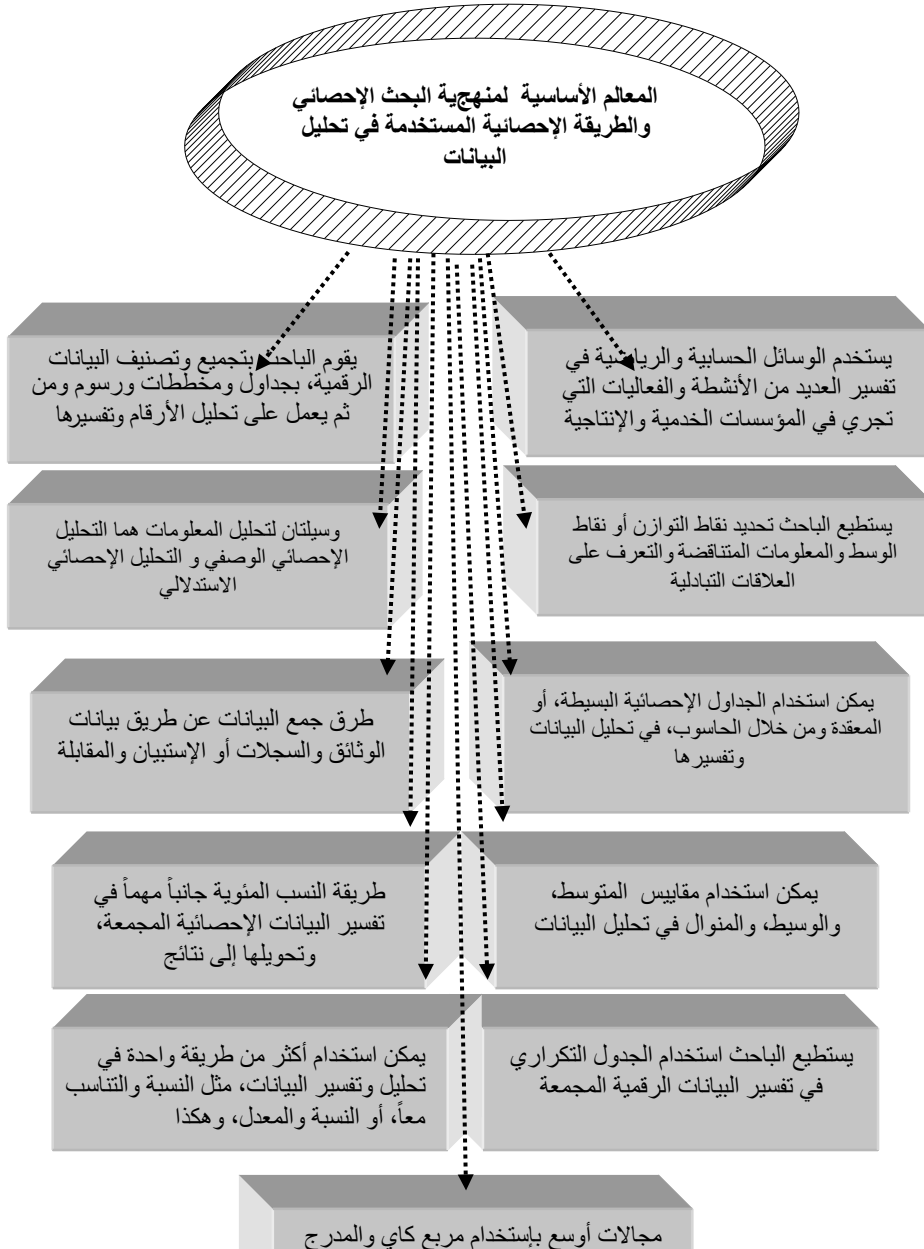 المعالم الأساسية لمنهجية البحث الإحصائي
والطريقة الإحصائية المستخدمة في تحليل
البيانات
يستخدم الوسائل الحسابية والرياضية في
تفسير العديد من الأنشطة والفعاليات التي
تجري في المؤسسات الخدمية والإنتاجية
يقوم الباحث بتجميع وتصنيف البيانات
الرقمية، بجداول ومخططات ورسوم ومن
ثم يعمل على تحليل الأرقام وتفسيرها
يستطيع الباحث تحديد نقاط التوازن أو نقاط
الوسط والمعلومات المتناقضة والتعرف على
العلاقات التبادلية
وسيلتان لتحليل المعلومات هما التحليل
الإحصائي الوصفي و التحليل الإحصائي
الاستدلالي
يمكن استخدام الجداول الإحصائية البسيطة، أو
المعقدة ومن خلال الحاسوب، في تحليل البيانات
وتفسيرها
طرق جمع البيانات عن طريق بيانات
الوثائق والسجلات أو الإستبيان والمقابلة
يمكن استخدام مقاييس المتوسط،
والوسيط، والمنوال في تحليل البيانات
طريقة النسب المئوية جانباً مهماً في
تفسير البيانات الإحصائية المجمعة،
وتحويلها إلى نتائج
يستطيع الباحث استخدام الجدول التكراري
في تفسير البيانات الرقمية المجمعة
يمكن استخدام أكثر من طريقة واحدة في
تحليل وتفسير البيانات، مثل النسبة والتناسب
معاً، أو النسبة والمعدل، وهكذا
مجالات أوسع بإستخدام مربع كاي والمدرج